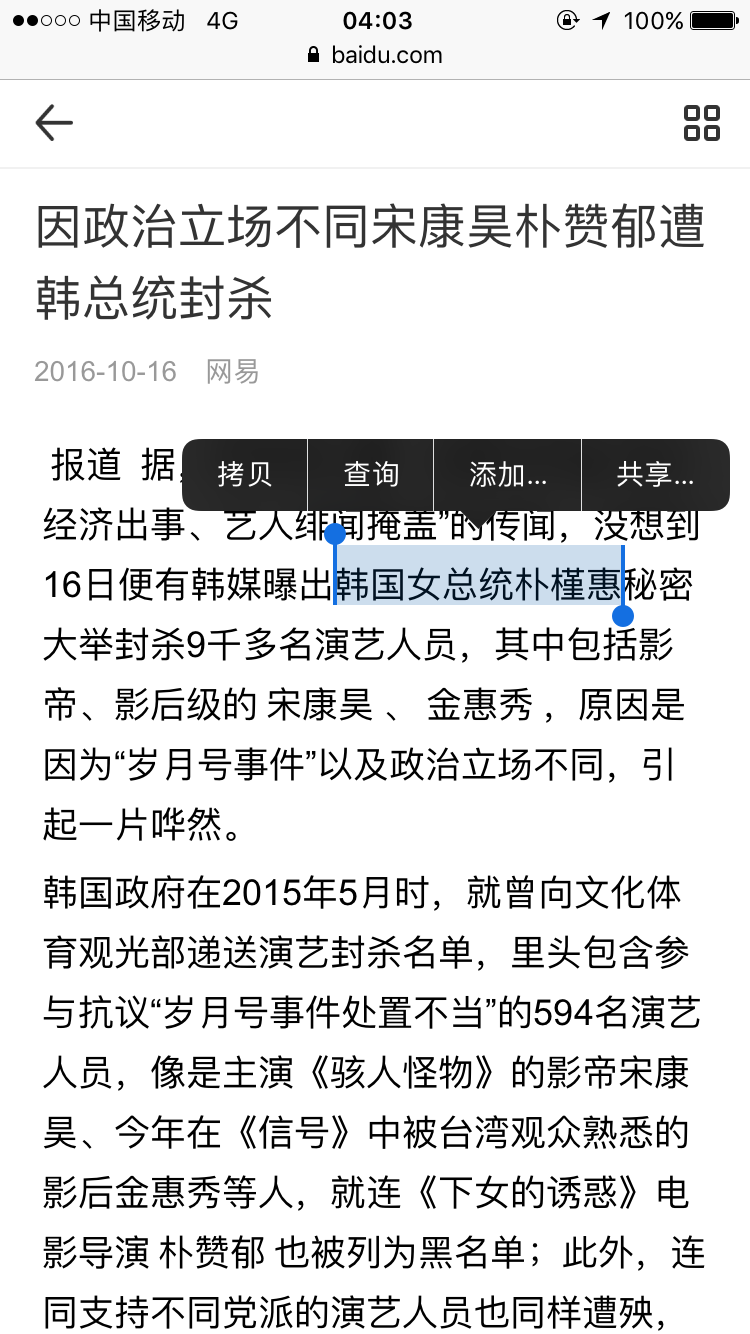 中国移动 4G 04:03 100%
baidu.com
因政治立场不同宋康昊朴赞郁遭
韩总统封杀
2016-10-16 网易
报道 据
拷贝 查询 添加... 共享...
经济出事、艺人绯闻掩盖”的传闻，没想到
16日便有韩媒曝出韩国女总统朴槿惠秘密
大举封杀9千多名演艺人员，其中包括影
帝、影后级的 宋康昊 、 金惠秀 ，原因是
因为“岁月号事件”以及政治立场不同，引
起一片哗然。
韩国政府在2015年5月时，就曾向文化体
育观光部递送演艺封杀名单，里头包含参
与抗议“岁月号事件处置不当”的594名演艺
人员，像是主演《骇人怪物》的影帝宋康
昊、今年在《信号》中被台湾观众熟悉的
影后金惠秀等人，就连《下女的诱惑》电
影导演 朴赞郁 也被列为黑名单；此外，连
同支持不同党派的演艺人员也同样遭殃，